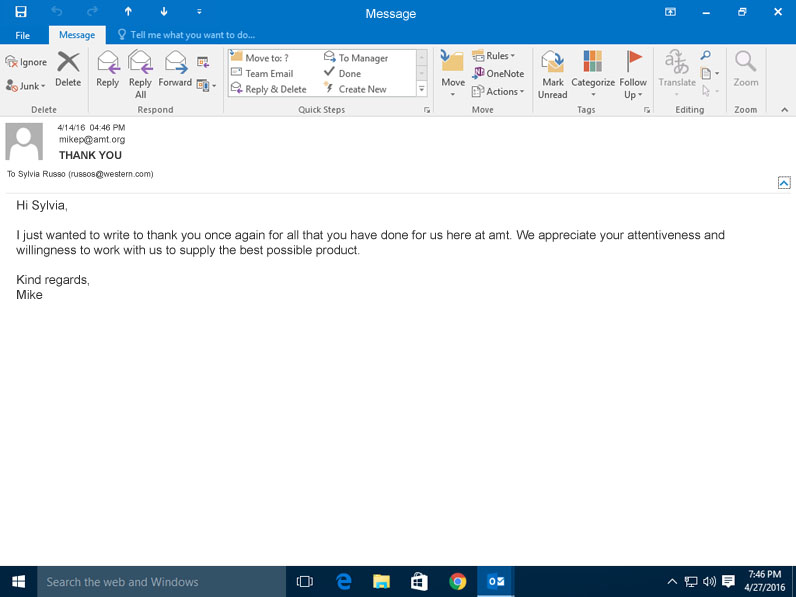 Message
File
Message
Tell me what you want to do...
Ignore
Junk
Delete
Reply
Reply All
Forward
Move to: ?
To Manager
Team Email
Done
Reply & Delete
Create New
Move
Rules
OneNote
Actions
Mark Unread
Categorize
Follow Up
Translate
Zoom
Delete
Respond
Quick Steps
Move
Tags
Editing
Zoom
4/14/16 04:46 PM
mikep@amt.org
THANK YOU
To Sylvia Russo (russos@western.com)
Hi Sylvia,
I just wanted to write to thank you once again for all that you have done for us here at amt. We appreciate your attentiveness and
willingness to work with us to supply the best possible product.
Kind regards,
Mike
Search the web and Windows
7:46 PM
4/27/2016